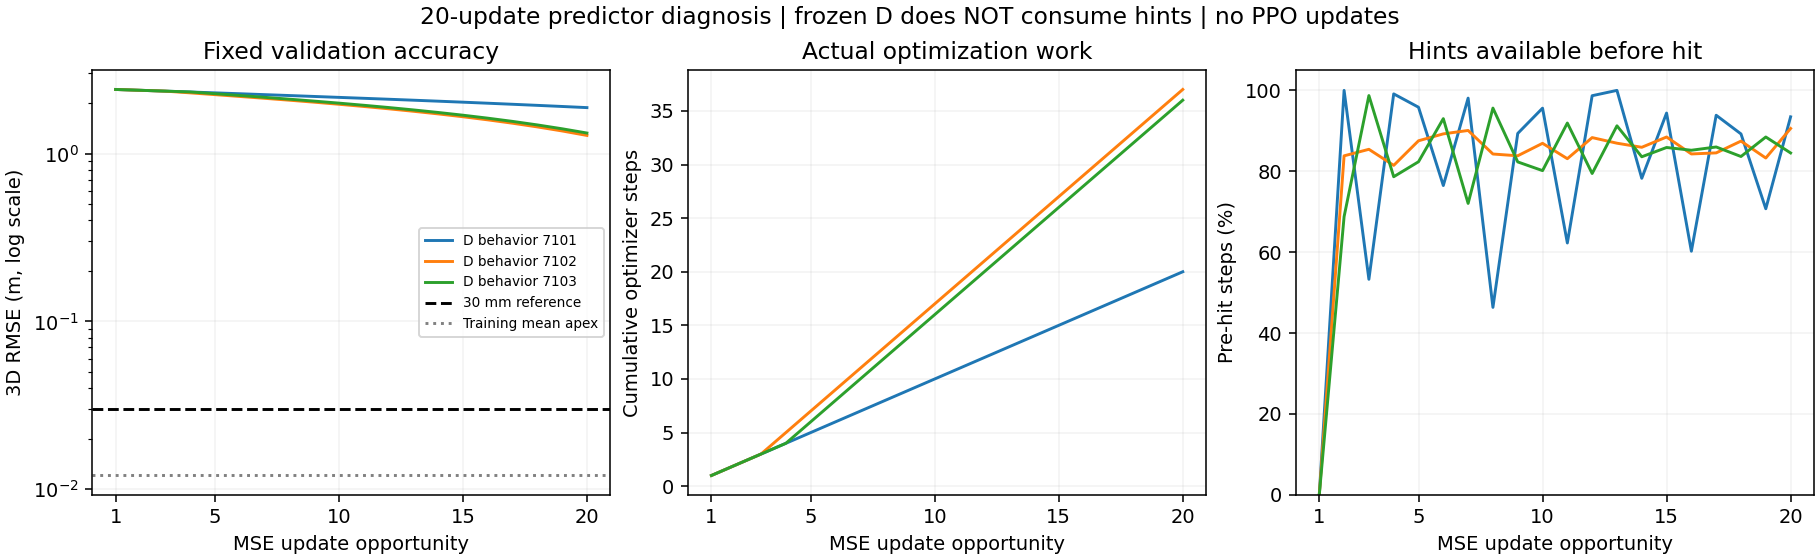 20-update predictor diagnosis | frozen D does NOT consume hints | no PPO updates
Fixed validation accuracy
3D RMSE (m, log scale)
10⁰
10⁻¹
10⁻²
D behavior 7101
D behavior 7102
D behavior 7103
30 mm reference
Training mean apex
1 5 10 15 20
MSE update opportunity
Actual optimization work
Cumulative optimizer steps
35
30
25
20
15
10
5
0
1 5 10 15 20
MSE update opportunity
Hints available before hit
Pre-hit steps (%)
100
80
60
40
20
0
1 5 10 15 20
MSE update opportunity